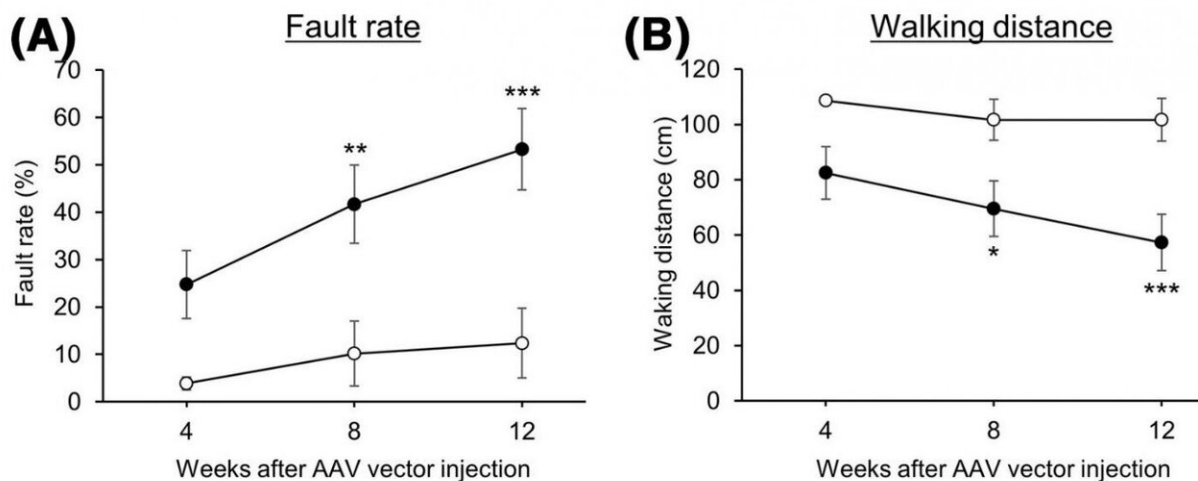 (A)
Fault rate
70
60
50
40
30
20
10
0
Fault rate (%)
**
***
4 8 12
Weeks after AAV vector injection
(B)
Walking distance
120
100
80
60
40
20
0
Waking distance (cm)
*
***
4 8 12
Weeks after AAV vector injection